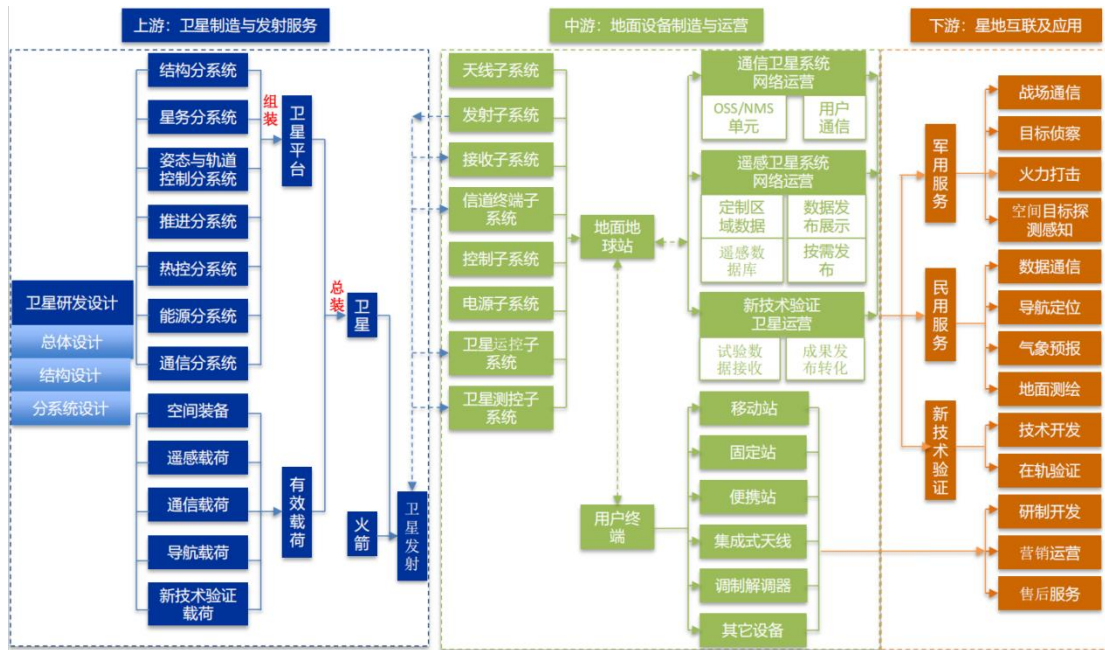 上游：卫星制造与发射服务
卫星研发设计
总体设计
结构设计
分系统设计
结构分系统
星务分系统
姿态与轨道
控制分系统
推进分系统
热控分系统
能源分系统
通信分系统
空间装备
遥感载荷
通信载荷
导航载荷
新技术验证
载荷
组装
卫星平台
有效载荷
总装
卫星
火箭
卫星发射
中游：地面设备制造与运营
天线子系统
发射子系统
接收子系统
信道终端子
系统
控制子系统
电源子系统
卫星运控子
系统
卫星测控子
系统
地面地
球站
用户终
端
通信卫星系统
网络运营
OSS/NMS
单元
用户
通信
遥感卫星系统
网络运营
定制区
域数据
数据发
布展示
遥感数
据库
按需发
布
新技术验证
卫星运营
试验数
据接收
成果发
布转化
移动站
固定站
便携站
集成式天线
调制解调器
其它设备
下游：星地互联及应用
军用服务
民用服务
新技术验证
战场通信
目标侦察
火力打击
空间目标探
测感知
数据通信
导航定位
气象预报
地面测绘
技术开发
在轨验证
研制开发
营销运营
售后服务